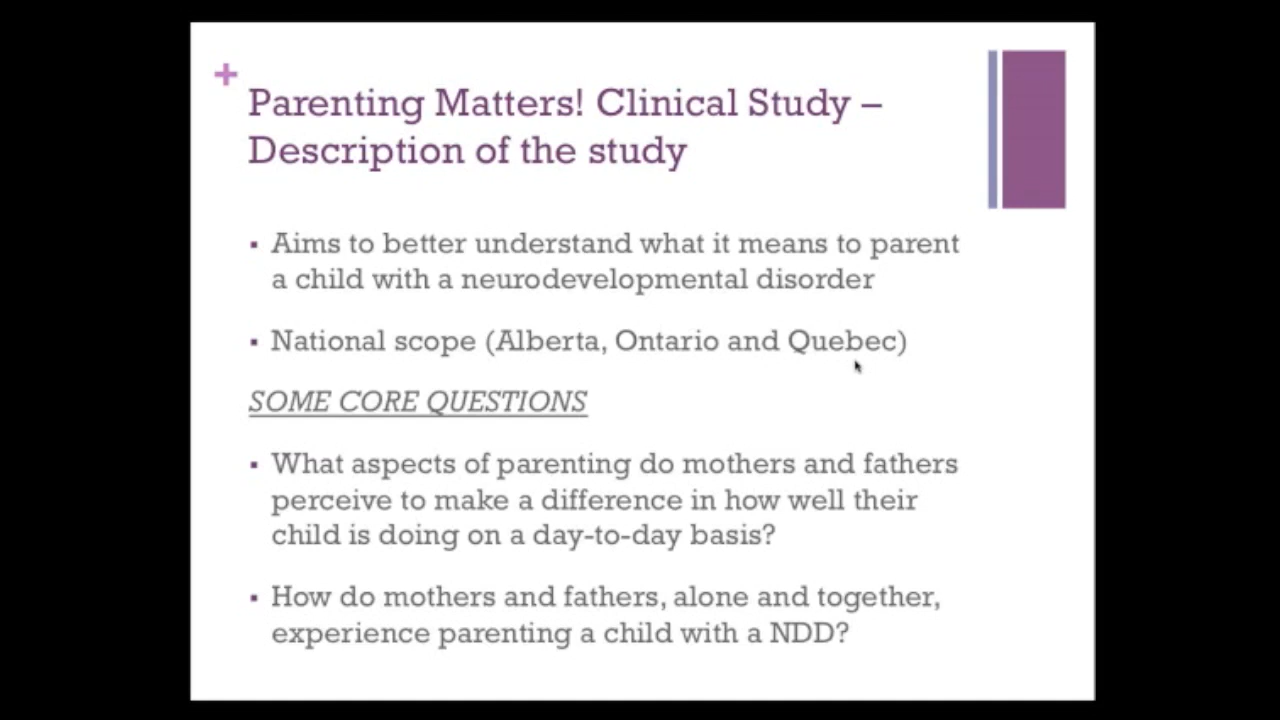 Parenting Matters! Clinical Study –
Description of the study
▪ Aims to better understand what it means to parent
a child with a neurodevelopmental disorder
▪ National scope (Alberta, Ontario and Quebec)
SOME CORE QUESTIONS
▪ What aspects of parenting do mothers and fathers
perceive to make a difference in how well their
child is doing on a day-to-day basis?
▪ How do mothers and fathers, alone and together,
experience parenting a child with a NDD?